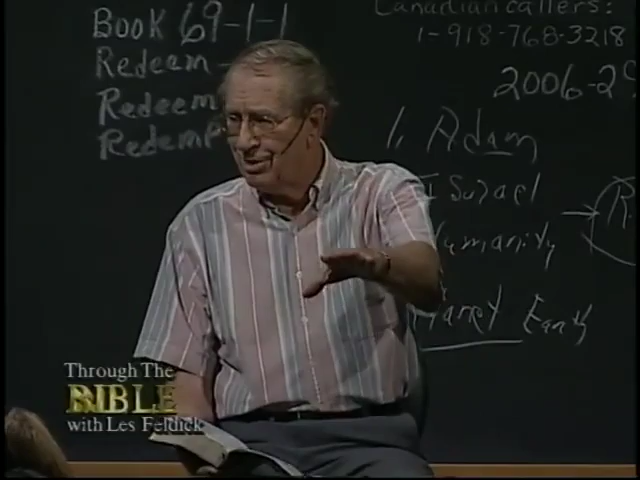 Book 69-1-1
Redeem
Redeem
Redemp
Canadian callers:
1-918-768-3218
2006-2
1. Adam
Israel
Humanity
Planet Earth
Through The
BIBLE
with Les Feldick